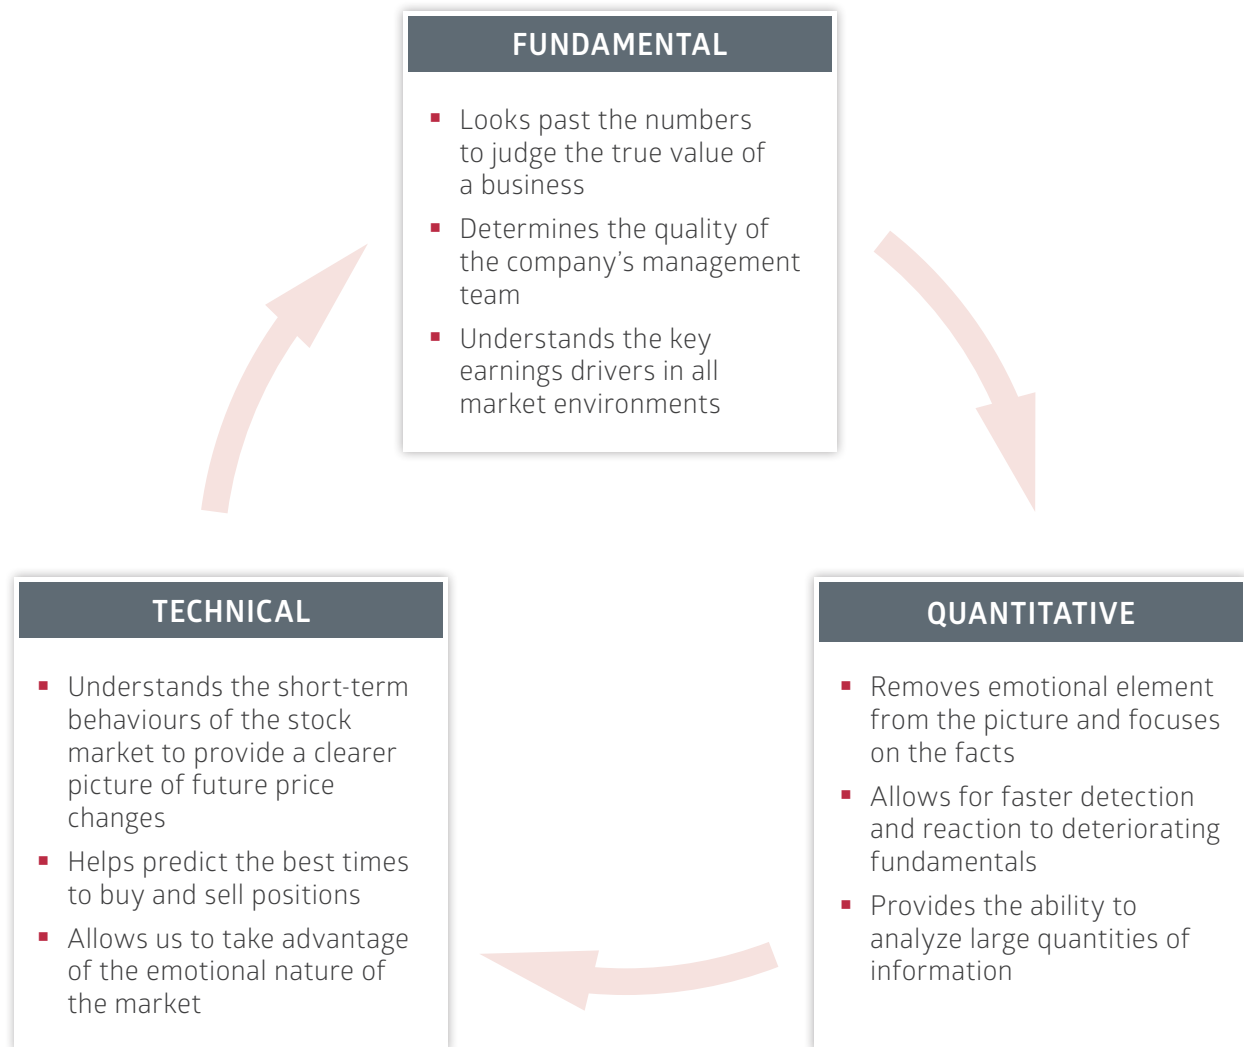 FUNDAMENTAL
▪ Looks past the numbers
to judge the true value of
a business
▪ Determines the quality of
the company’s management
team
▪ Understands the key
earnings drivers in all
market environments
TECHNICAL
▪ Understands the short-term
behaviours of the stock
market to provide a clearer
picture of future price
changes
▪ Helps predict the best times
to buy and sell positions
▪ Allows us to take advantage
of the emotional nature of
the market
QUANTITATIVE
▪ Removes emotional element
from the picture and focuses
on the facts
▪ Allows for faster detection
and reaction to deteriorating
fundamentals
▪ Provides the ability to
analyze large quantities of
information